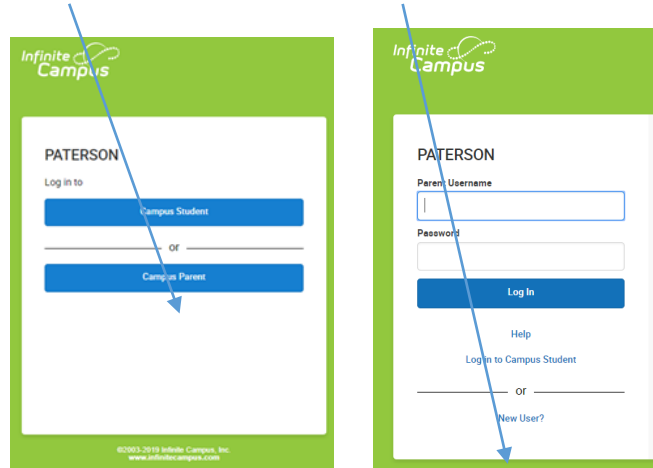 Infinite
Campus
PATERSON
Log in to
Campus Student
or
Campus Parent
©2003-2019 Infinite Campus, Inc.
www.infinitecampus.com
Infinite
Campus
PATERSON
Parent Username
Password
Log In
Help
Log in to Campus Student
or
New User?